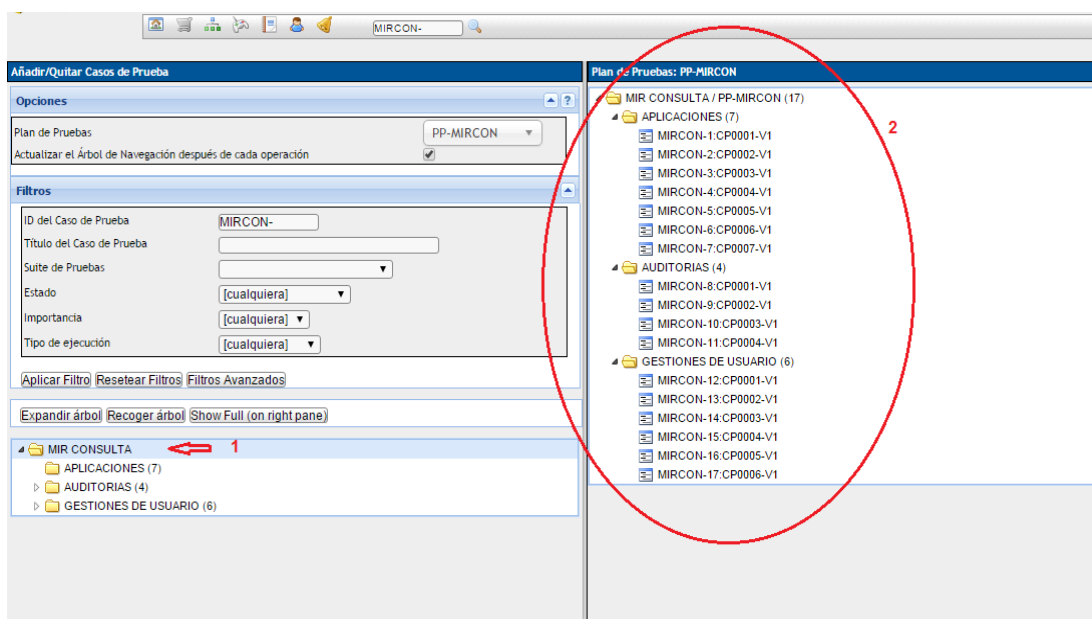 MIRCON-
Añadir/Quitar Casos de Prueba
Opciones
?
Plan de Pruebas
PP-MIRCON
Actualizar el Árbol de Navegación después de cada operación
Filtros
ID del Caso de Prueba
MIRCON-
Título del Caso de Prueba
Suite de Pruebas
Estado
[cualquiera]
Importancia
[cualquiera]
Tipo de ejecución
[cualquiera]
Aplicar Filtro Resetear Filtros Filtros Avanzados
Expandir árbol Recoger árbol Show Full (on right pane)
MIR CONSULTA 1
APLICACIONES (7)
AUDITORIAS (4)
GESTIONES DE USUARIO (6)
Plan de Pruebas: PP-MIRCON
MIR CONSULTA / PP-MIRCON (17)
APLICACIONES (7)
2
MIRCON-1:CP0001-V1
MIRCON-2:CP0002-V1
MIRCON-3:CP0003-V1
MIRCON-4:CP0004-V1
MIRCON-5:CP0005-V1
MIRCON-6:CP0006-V1
MIRCON-7:CP0007-V1
AUDITORIAS (4)
MIRCON-8:CP0001-V1
MIRCON-9:CP0002-V1
MIRCON-10:CP0003-V1
MIRCON-11:CP0004-V1
GESTIONES DE USUARIO (6)
MIRCON-12:CP0001-V1
MIRCON-13:CP0002-V1
MIRCON-14:CP0003-V1
MIRCON-15:CP0004-V1
MIRCON-16:CP0005-V1
MIRCON-17:CP0006-V1